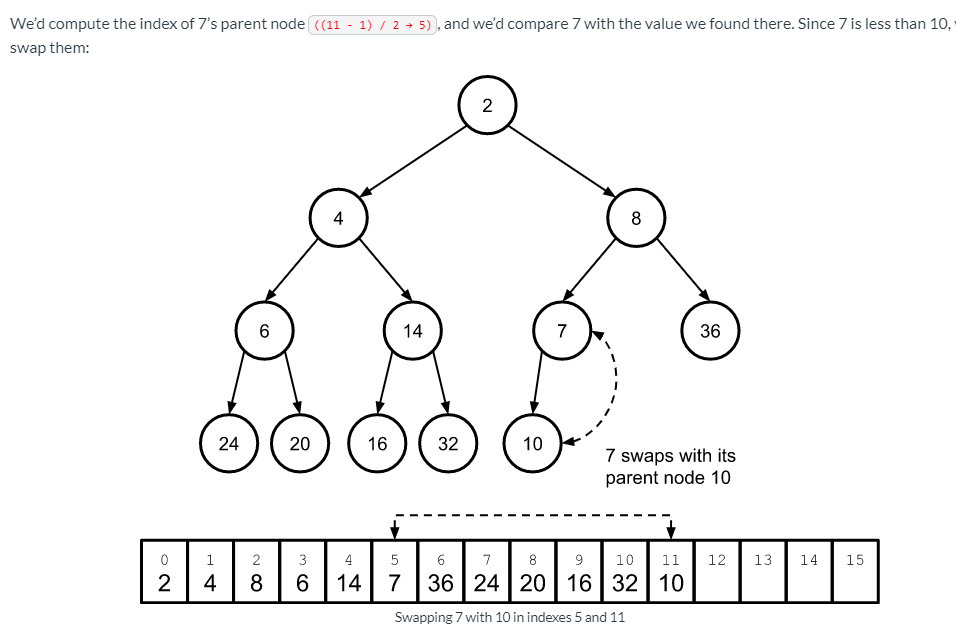 We'd compute the index of 7's parent node ((11 - 1) / 2 → 5), and we'd compare 7 with the value we found there. Since 7 is less than 10,
swap them:
2
4 8
6 14 7 36
24 20 16 32 10
7 swaps with its
parent node 10
0 1 2 3 4 5 6 7 8 9 10 11 12 13 14 15
2 4 8 6 14 7 36 24 20 16 32 10
Swapping 7 with 10 in indexes 5 and 11